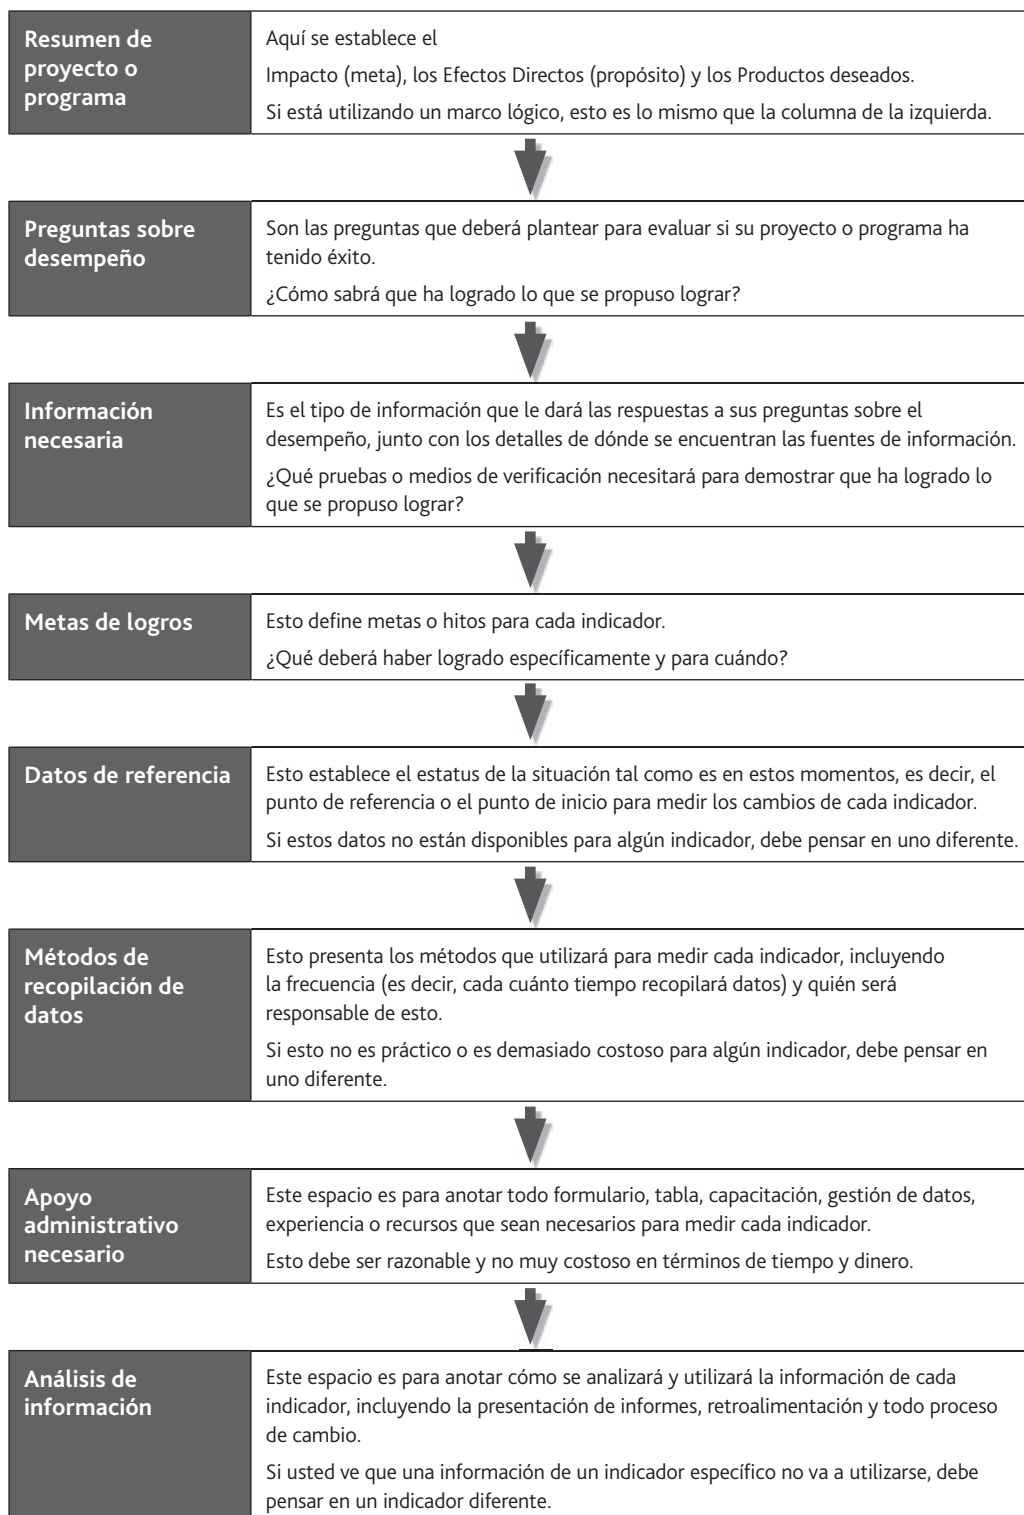 Resumen de
proyecto o
programa
Aquí se establece el
Impacto (meta), los Efectos Directos (propósito) y los Productos deseados.
Si está utilizando un marco lógico, esto es lo mismo que la columna de la izquierda.
Preguntas sobre
desempeño
Son las preguntas que deberá plantear para evaluar si su proyecto o programa ha
tenido éxito.
¿Cómo sabrá que ha logrado lo que se propuso lograr?
Información
necesaria
Es el tipo de información que le dará las respuestas a sus preguntas sobre el
desempeño, junto con los detalles de dónde se encuentran las fuentes de información.
¿Qué pruebas o medios de verificación necesitará para demostrar que ha logrado lo
que se propuso lograr?
Metas de logros
Esto define metas o hitos para cada indicador.
¿Qué deberá haber logrado específicamente y para cuándo?
Datos de referencia
Esto establece el estatus de la situación tal como es en estos momentos, es decir, el
punto de referencia o el punto de inicio para medir los cambios de cada indicador.
Si estos datos no están disponibles para algún indicador, debe pensar en uno diferente.
Métodos de
recopilación de
datos
Esto presenta los métodos que utilizará para medir cada indicador, incluyendo
la frecuencia (es decir, cada cuánto tiempo recopilará datos) y quién será
responsable de esto.
Si esto no es práctico o es demasiado costoso para algún indicador, debe pensar en
uno diferente.
Apoyo
administrativo
necesario
Este espacio es para anotar todo formulario, tabla, capacitación, gestión de datos,
experiencia o recursos que sean necesarios para medir cada indicador.
Esto debe ser razonable y no muy costoso en términos de tiempo y dinero.
Análisis de
información
Este espacio es para anotar cómo se analizará y utilizará la información de cada
indicador, incluyendo la presentación de informes, retroalimentación y todo proceso
de cambio.
Si usted ve que una información de un indicador específico no va a utilizarse, debe
pensar en un indicador diferente.